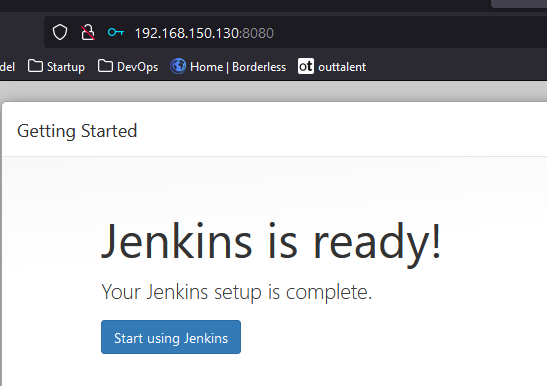 192.168.150.130:8080
del Startup DevOps Home | Borderless ot outtalent
Getting Started
Jenkins is ready!
Your Jenkins setup is complete.
Start using Jenkins